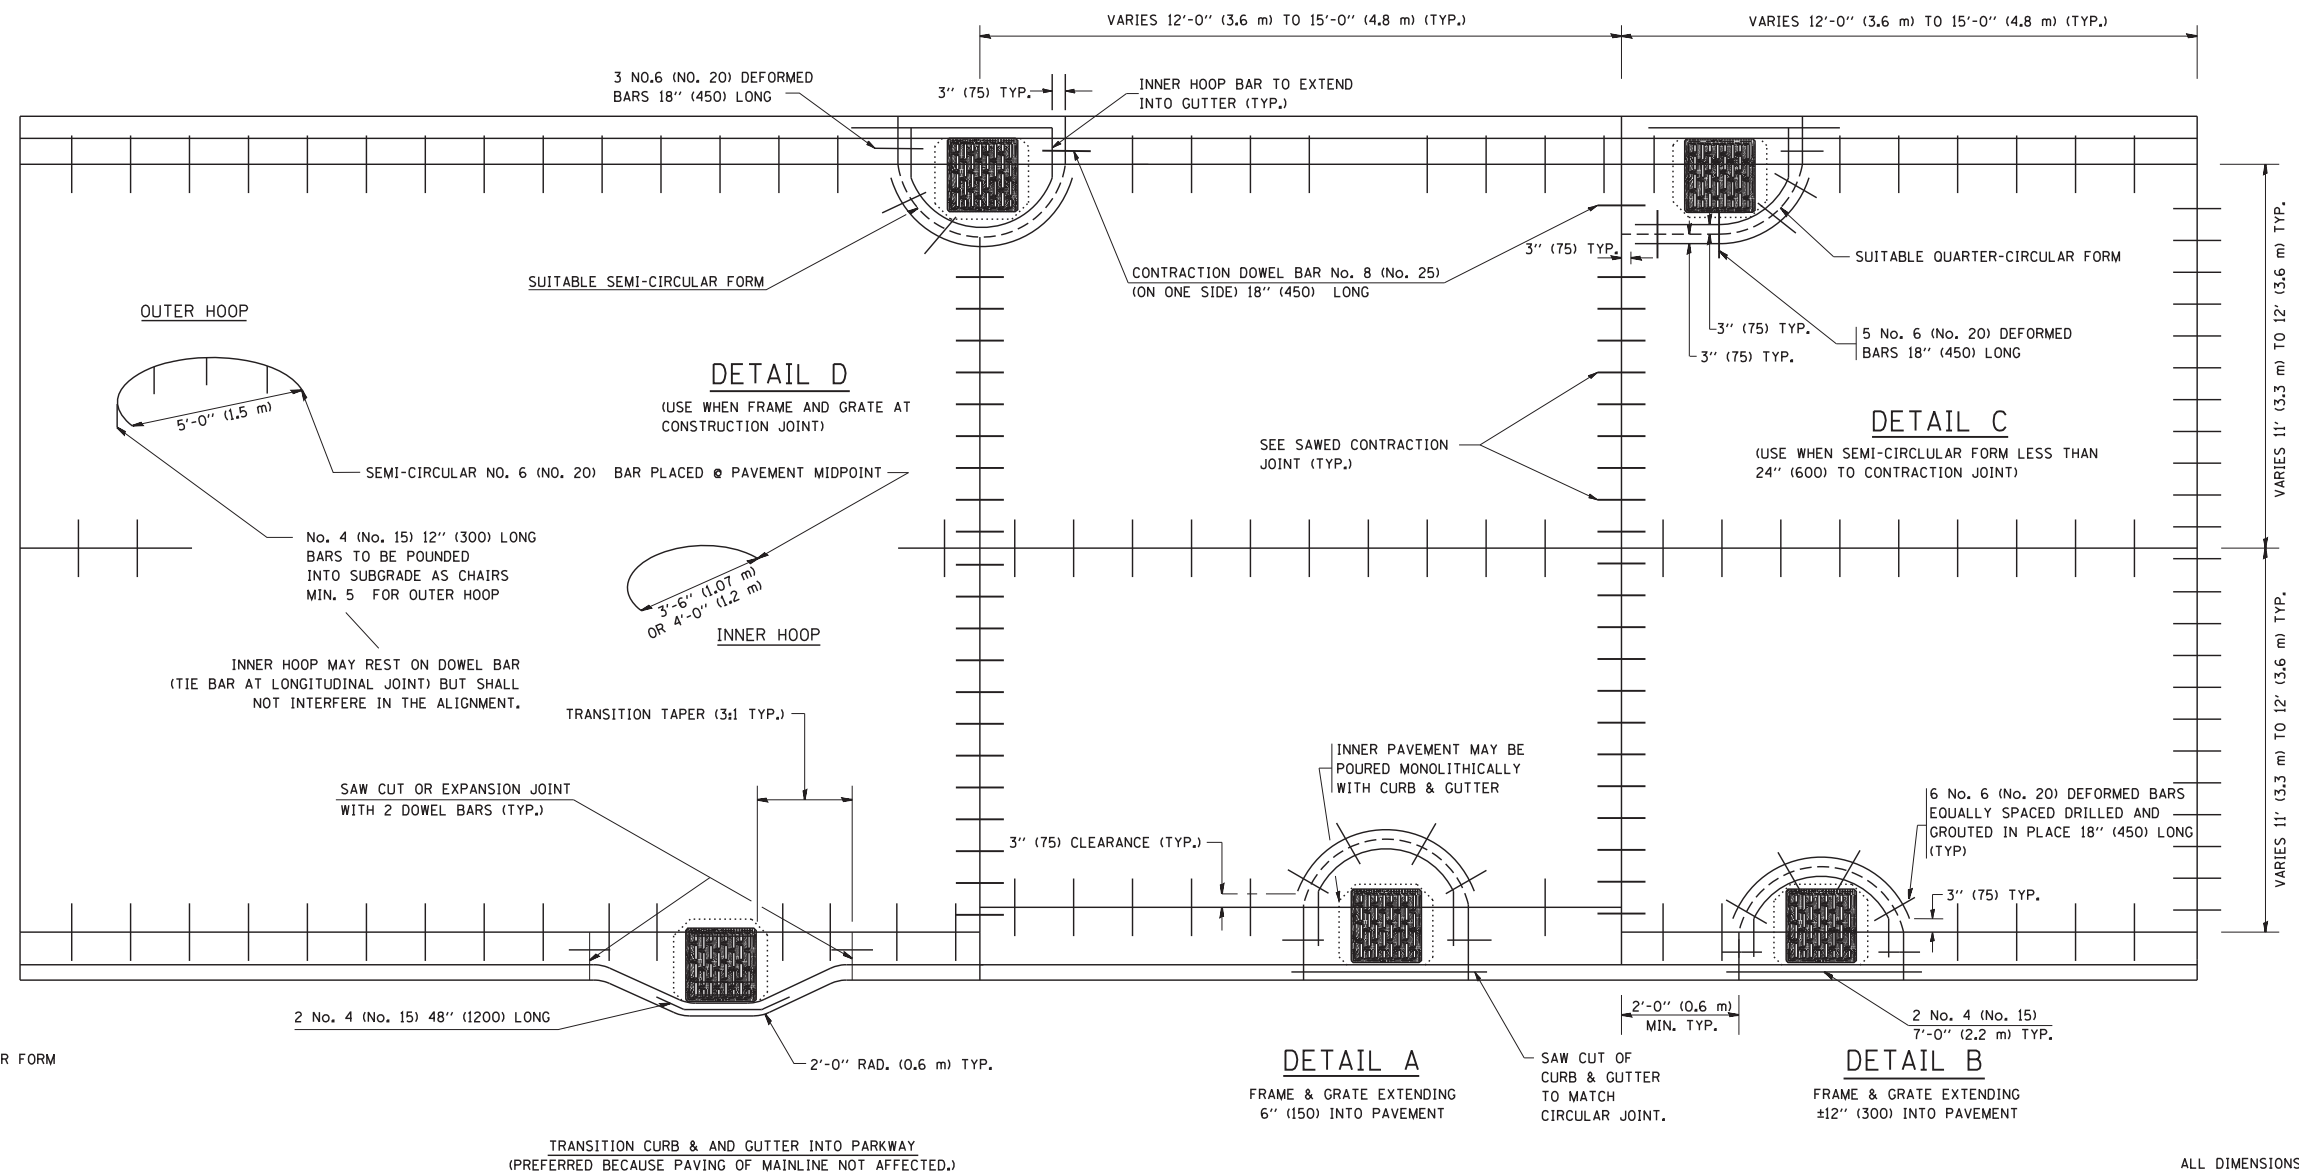 VARIES 12'-0" (3.6 m) TO 15'-0" (4.8 m) (TYP.)
VARIES 12'-0" (3.6 m) TO 15'-0" (4.8 m) (TYP.)
3 NO.6 (NO. 20) DEFORMED
BARS 18" (450) LONG
3" (75) TYP.
INNER HOOP BAR TO EXTEND
INTO GUTTER (TYP.)
SUITABLE SEMI-CIRCULAR FORM
CONTRACTION DOWEL BAR No. 8 (No. 25)
(ON ONE SIDE) 18" (450) LONG
3" (75) TYP.
SUITABLE QUARTER-CIRCULAR FORM
3" (75) TYP.
3" (75) TYP.
5 No. 6 (No. 20) DEFORMED
BARS 18" (450) LONG
VARIES 11' (3.3 m) TO 12' (3.6 m) TYP.
OUTER HOOP
5'-0" (1.5 m)
DETAIL D
(USE WHEN FRAME AND GRATE AT
CONSTRUCTION JOINT)
SEMI-CIRCULAR NO. 6 (NO. 20) BAR PLACED @ PAVEMENT MIDPOINT
SEE SAWED CONTRACTION
JOINT (TYP.)
DETAIL C
(USE WHEN SEMI-CIRCLULAR FORM LESS THAN
24" (600) TO CONTRACTION JOINT)
No. 4 (No. 15) 12" (300) LONG
BARS TO BE POUNDED
INTO SUBGRADE AS CHAIRS
MIN. 5 FOR OUTER HOOP
3'-6" (1.07 m)
OR 4'-0" (1.2 m)
INNER HOOP
INNER HOOP MAY REST ON DOWEL BAR
(TIE BAR AT LONGITUDINAL JOINT) BUT SHALL
NOT INTERFERE IN THE ALIGNMENT.
VARIES 11' (3.3 m) TO 12' (3.6 m) TYP.
TRANSITION TAPER (3:1 TYP.)
SAW CUT OR EXPANSION JOINT
WITH 2 DOWEL BARS (TYP.)
INNER PAVEMENT MAY BE
POURED MONOLITHICALLY
WITH CURB & GUTTER
3" (75) CLEARANCE (TYP.)
6 No. 6 (No. 20) DEFORMED BARS
EQUALLY SPACED DRILLED AND
GROUTED IN PLACE 18" (450) LONG
(TYP)
3" (75) TYP.
2 No. 4 (No. 15) 48" (1200) LONG
2'-0" RAD. (0.6 m) TYP.
2'-0" (0.6 m)
MIN. TYP.
2 No. 4 (No. 15)
7'-0" (2.2 m) TYP.
R FORM
DETAIL A
FRAME & GRATE EXTENDING
6" (150) INTO PAVEMENT
SAW CUT OF
CURB & GUTTER
TO MATCH
CIRCULAR JOINT.
DETAIL B
FRAME & GRATE EXTENDING
±12" (300) INTO PAVEMENT
TRANSITION CURB & AND GUTTER INTO PARKWAY
(PREFERRED BECAUSE PAVING OF MAINLINE NOT AFFECTED.)
ALL DIMENSIONS